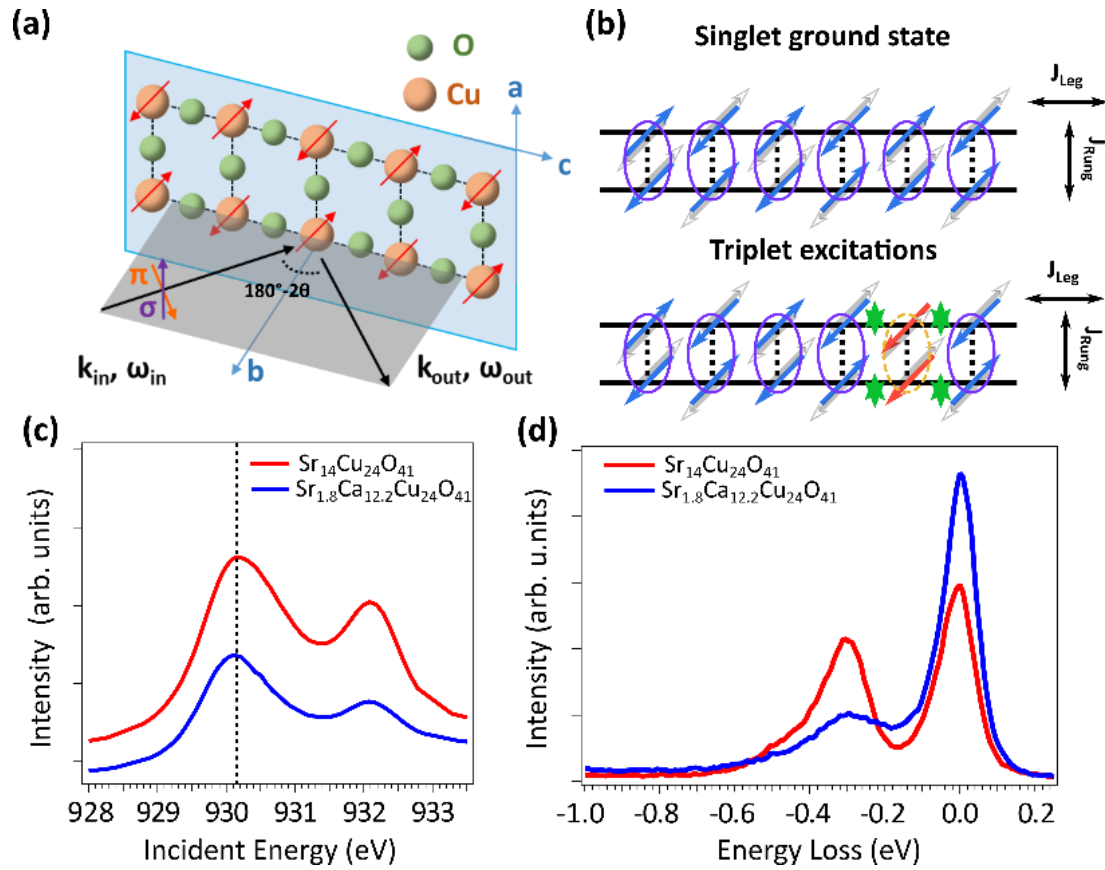 (a)
O
Cu
a
c
π
σ
180°-2θ
b
k_in, ω_in
k_out, ω_out
(b)
Singlet ground state
J_Leg
J_Rung
Triplet excitations
J_Leg
J_Rung
(c)
Sr₁₄Cu₂₄O₄₁
Sr₁.₈Ca₁₂.₂Cu₂₄O₄₁
Intensity (arb. units)
928 929 930 931 932 933
Incident Energy (eV)
(d)
Sr₁₄Cu₂₄O₄₁
Sr₁.₈Ca₁₂.₂Cu₂₄O₄₁
Intensity (arb. u.nits)
-1.0 -0.8 -0.6 -0.4 -0.2 0.0 0.2
Energy Loss (eV)